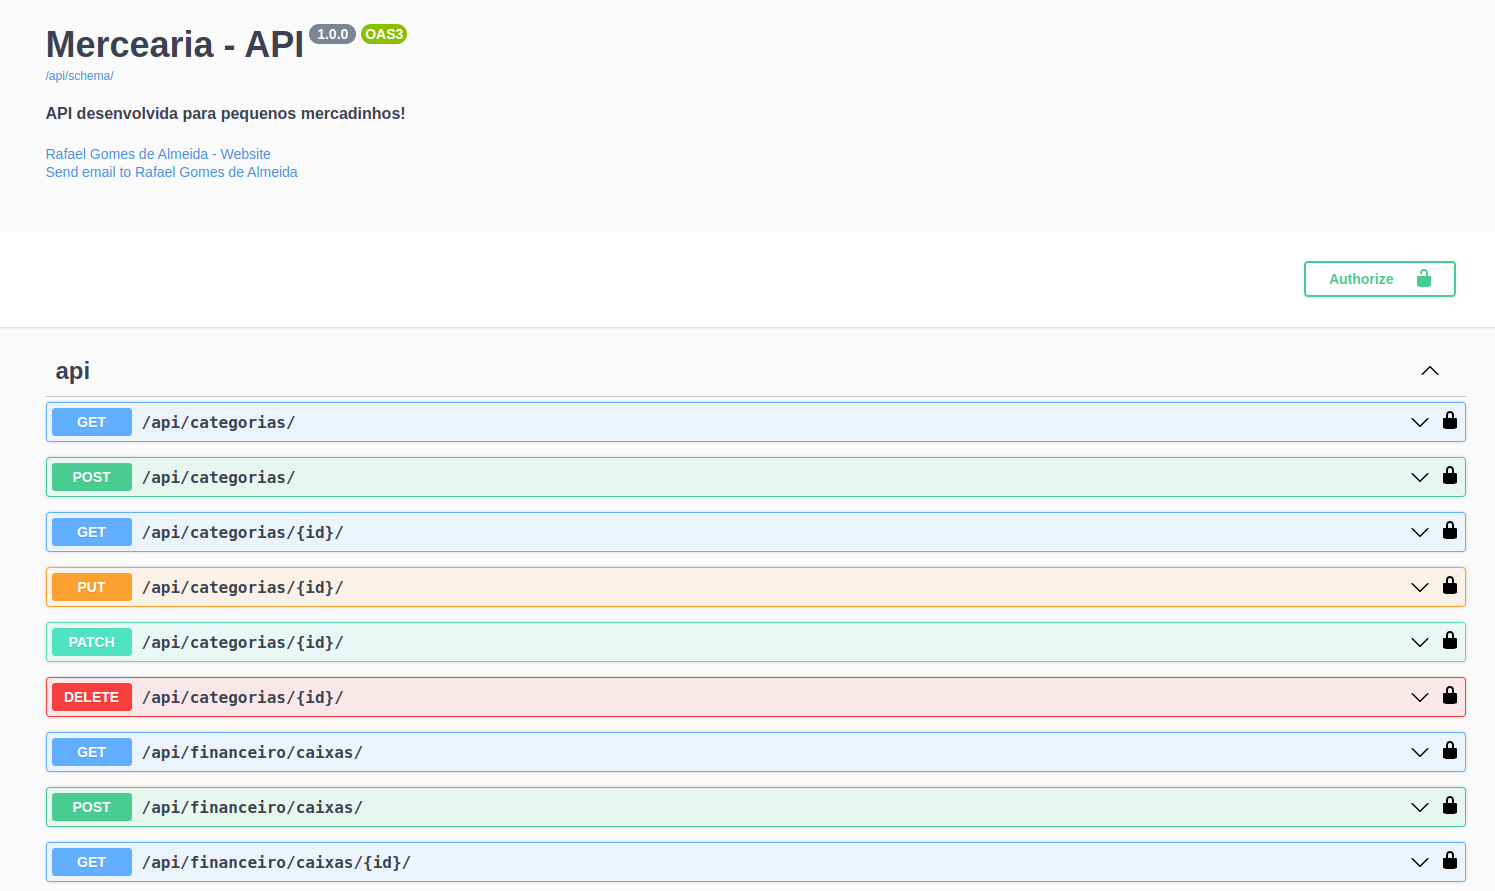 Mercearia - API 1.0.0 OAS3
/api/schema/
API desenvolvida para pequenos mercadinhos!
Rafael Gomes de Almeida - Website
Send email to Rafael Gomes de Almeida
Authorize
api
GET /api/categorias/
POST /api/categorias/
GET /api/categorias/{id}/
PUT /api/categorias/{id}/
PATCH /api/categorias/{id}/
DELETE /api/categorias/{id}/
GET /api/financeiro/caixas/
POST /api/financeiro/caixas/
GET /api/financeiro/caixas/{id}/